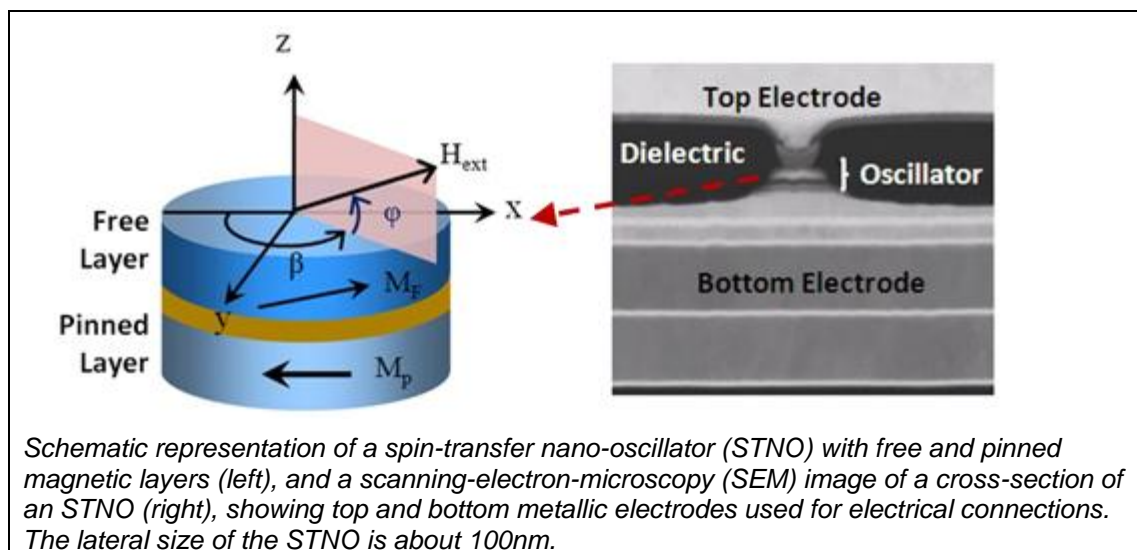 Z
H_ext
X
φ
Free
Layer
β
M_F
y
Pinned
Layer
M_p
Top Electrode
Dielectric
} Oscillator
Bottom Electrode
Schematic representation of a spin-transfer nano-oscillator (STNO) with free and pinned
magnetic layers (left), and a scanning-electron-microscopy (SEM) image of a cross-section of
an STNO (right), showing top and bottom metallic electrodes used for electrical connections.
The lateral size of the STNO is about 100nm.